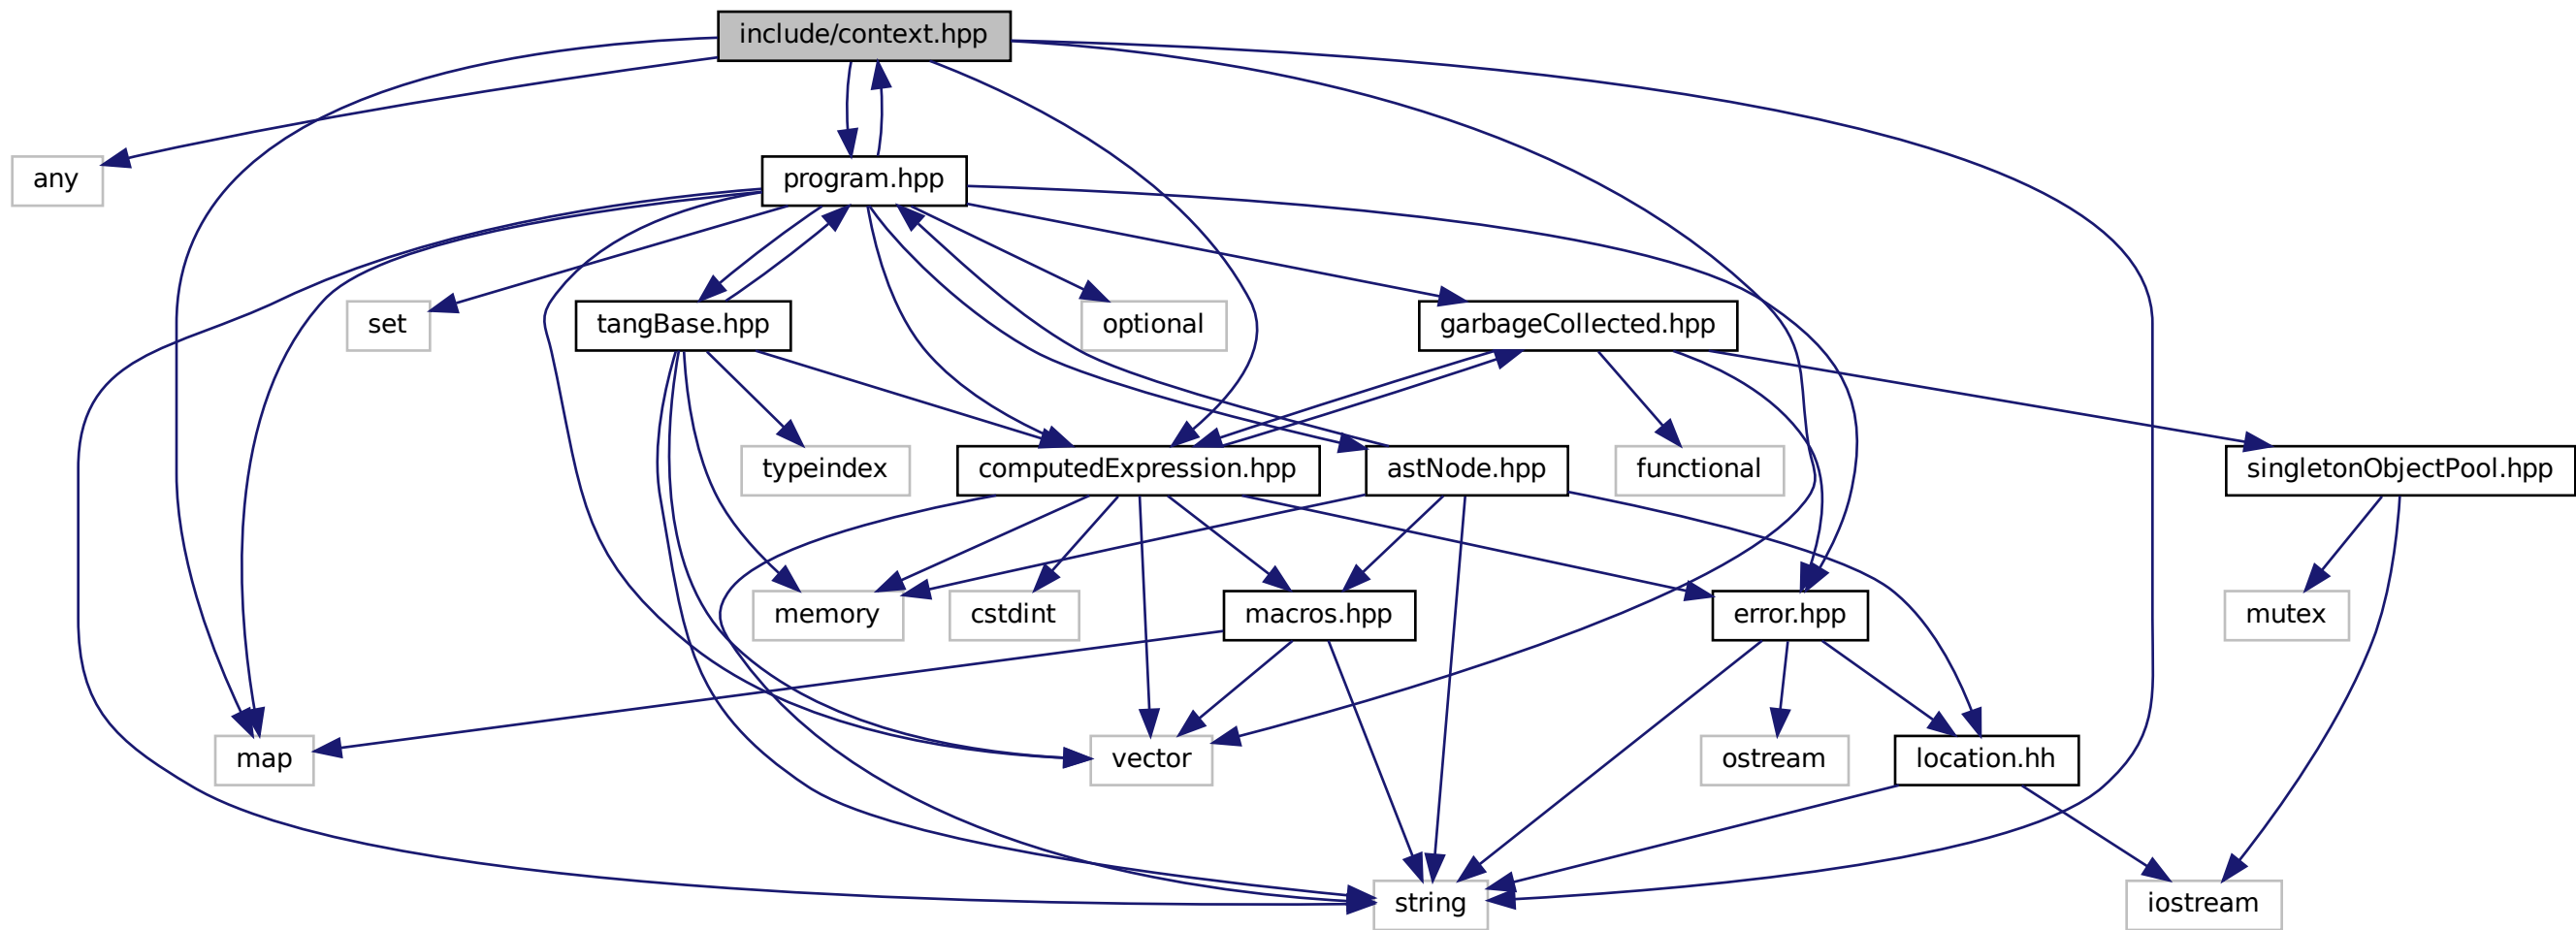 include/context.hpp
any
program.hpp
set
tangBase.hpp
optional
garbageCollected.hpp
typeindex
computedExpression.hpp
astNode.hpp
functional
singletonObjectPool.hpp
memory
cstdint
macros.hpp
error.hpp
mutex
map
vector
ostream
location.hh
string
iostream